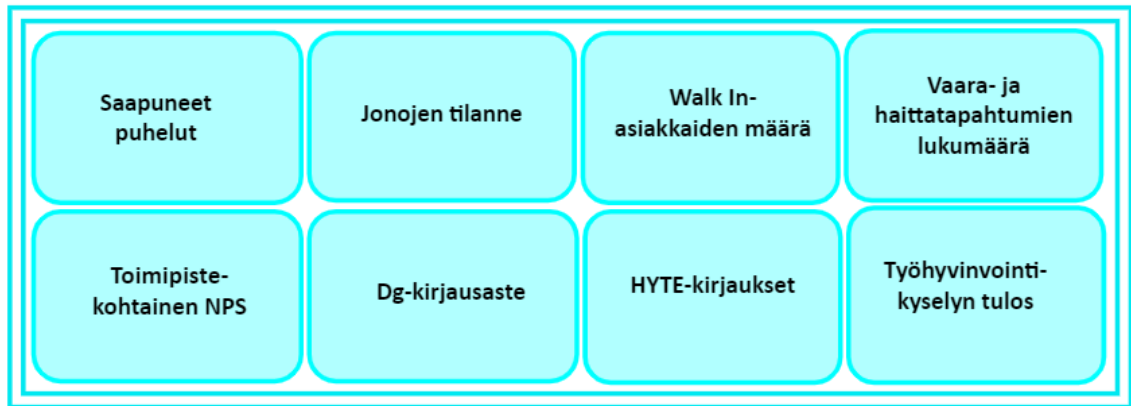 Saapuneet
puhelut
Jonojen tilanne
Walk In-
asiakkaiden määrä
Vaara- ja
haittatapahtumien
lukumäärä
Toimipiste-
kohtainen NPS
Dg-kirjausaste
HYTE-kirjaukset
Työhyvinvointi-
kyselyn tulos